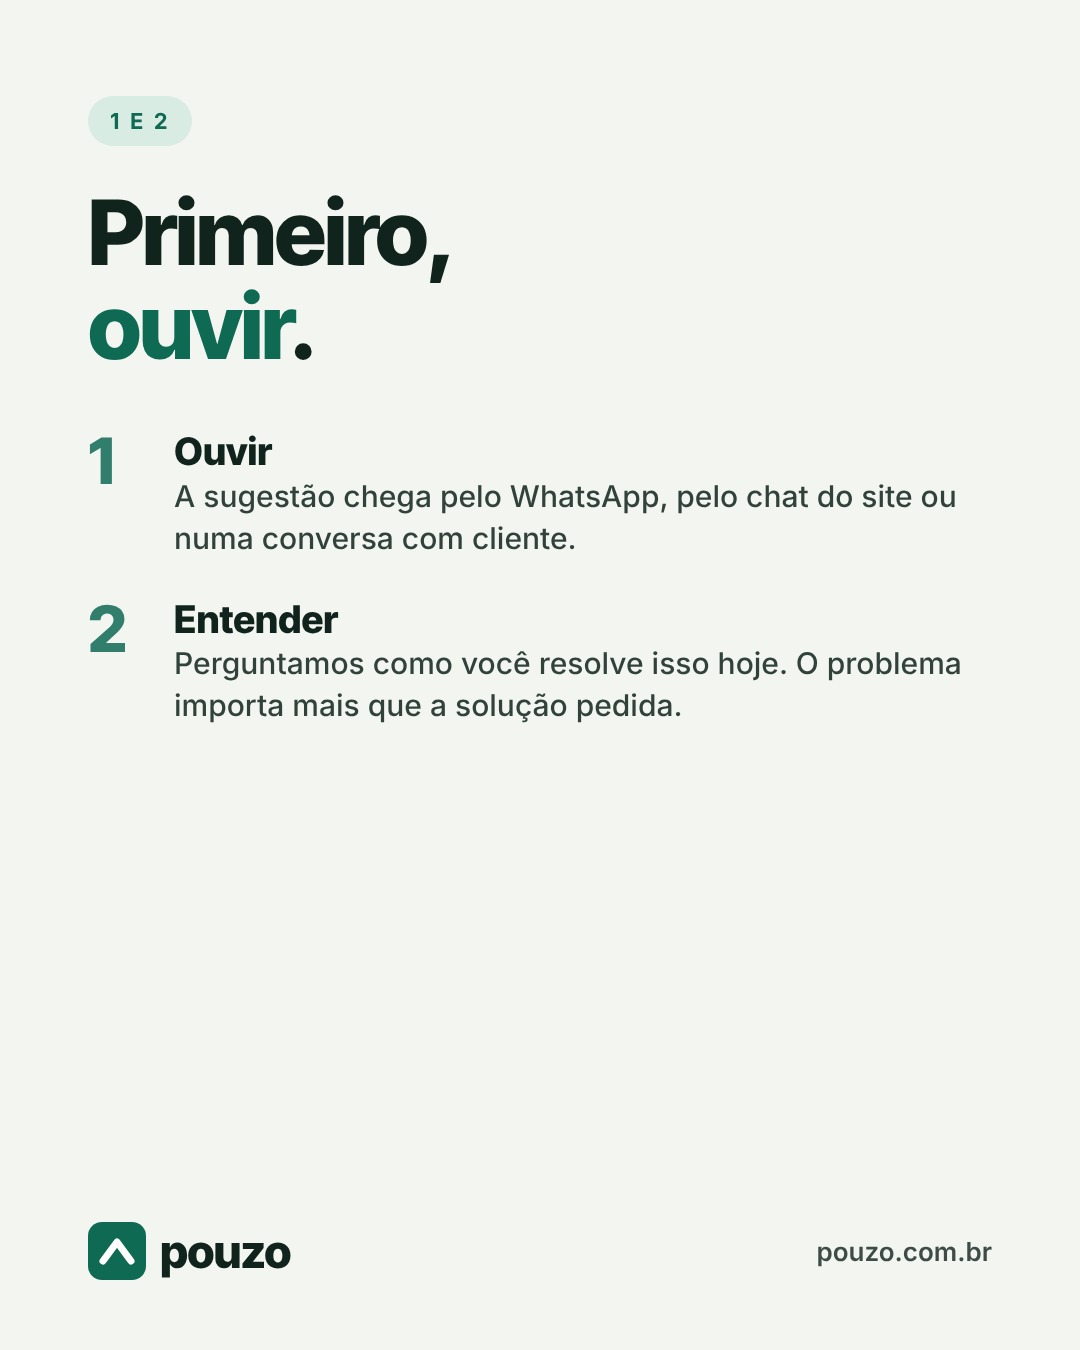 1 E 2
Primeiro,
ouvir.
1
Ouvir
A sugestão chega pelo WhatsApp, pelo chat do site ou
numa conversa com cliente.
2
Entender
Perguntamos como você resolve isso hoje. O problema
importa mais que a solução pedida.
pouzo
pouzo.com.br